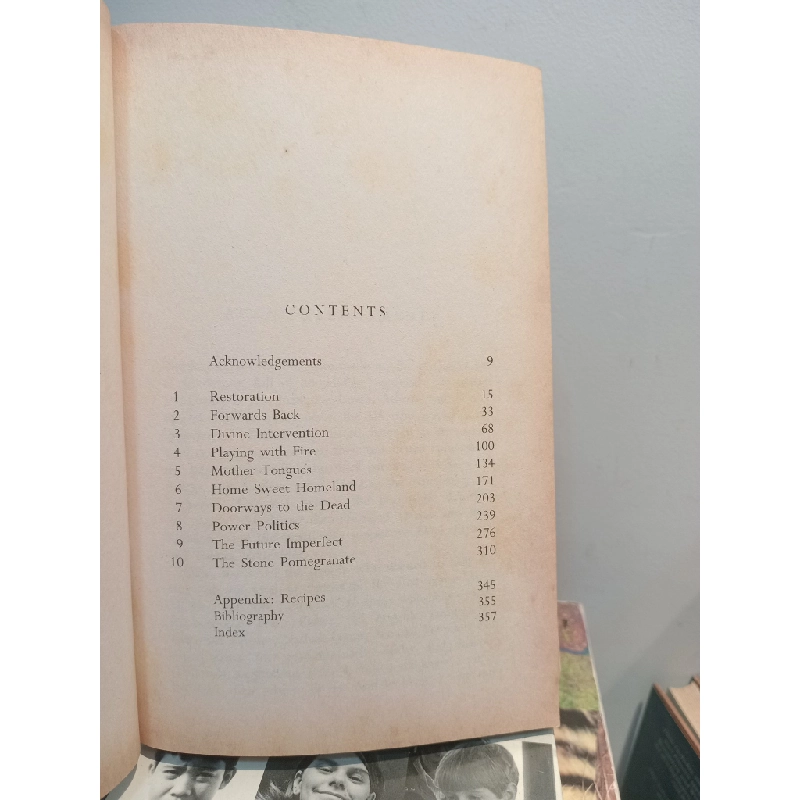 CONTENTS
Acknowledgements 9
1 Restoration 15
2 Forwards Back 33
3 Divine Intervention 68
4 Playing with Fire 100
5 Mother Tongues 134
6 Home Sweet Homeland 171
7 Doorways to the Dead 203
8 Power Politics 239
9 The Future Imperfect 276
10 The Stone Pomegranate 310
Appendix: Recipes 345
Bibliography 355
Index 357